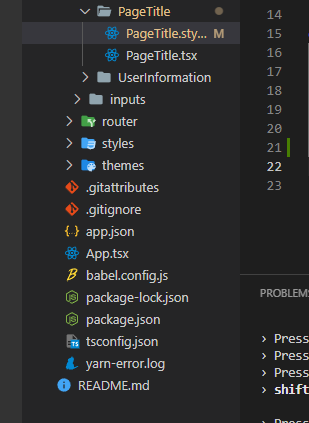 PageTitle
PageTitle.sty... M
PageTitle.tsx
UserInformation
inputs
router
styles
themes
.gitattributes
.gitignore
app.json
App.tsx
babel.config.js
package-lock.json
package.json
tsconfig.json
yarn-error.log
README.md
14
15
16
17
18
19
20
21
22
23
PROBLEMS
› Press
› Press
› Press
› shift
› Press